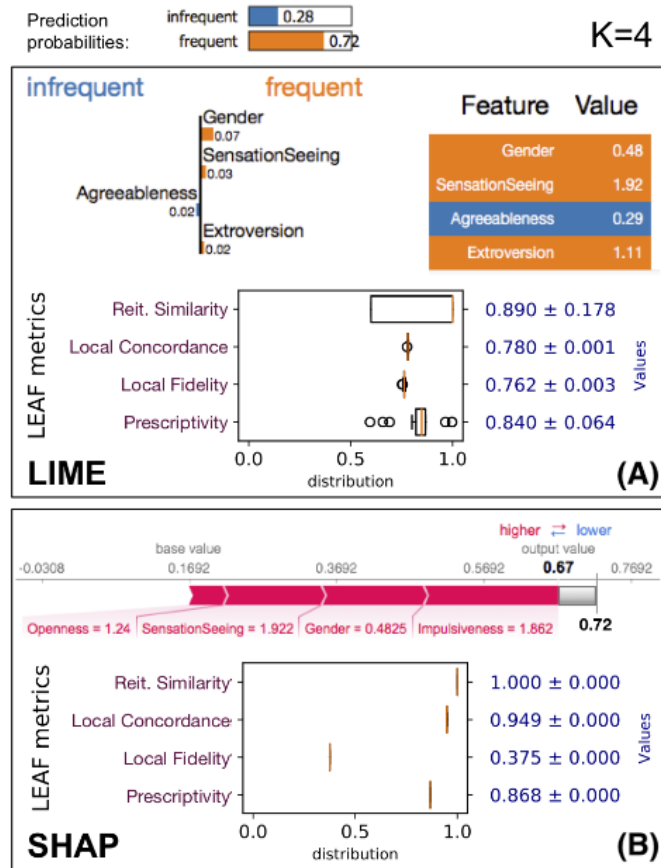 Prediction probabilities:
infrequent 0.28
frequent 0.72
K=4
infrequent frequent
Gender
0.07
SensationSeeing
0.03
Agreeableness
0.02
Extroversion
0.02
Feature Value
Gender 0.48
SensationSeeing 1.92
Agreeableness 0.29
Extroversion 1.11
LEAF metrics
Reit. Similarity 0.890 ± 0.178
Local Concordance 0.780 ± 0.001
Local Fidelity 0.762 ± 0.003
Prescriptivity 0.840 ± 0.064
Values
0.0 0.5 1.0
distribution
LIME (A)
higher ⇄ lower
base value output value
-0.0308 0.1692 0.3692 0.5692 0.67 0.7692
0.72
Openness = 1.24 SensationSeeing = 1.922 Gender = 0.4825 Impulsiveness = 1.862
LEAF metrics
Reit. Similarity 1.000 ± 0.000
Local Concordance 0.949 ± 0.000
Local Fidelity 0.375 ± 0.000
Prescriptivity 0.868 ± 0.000
Values
0.0 0.5 1.0
distribution
SHAP (B)